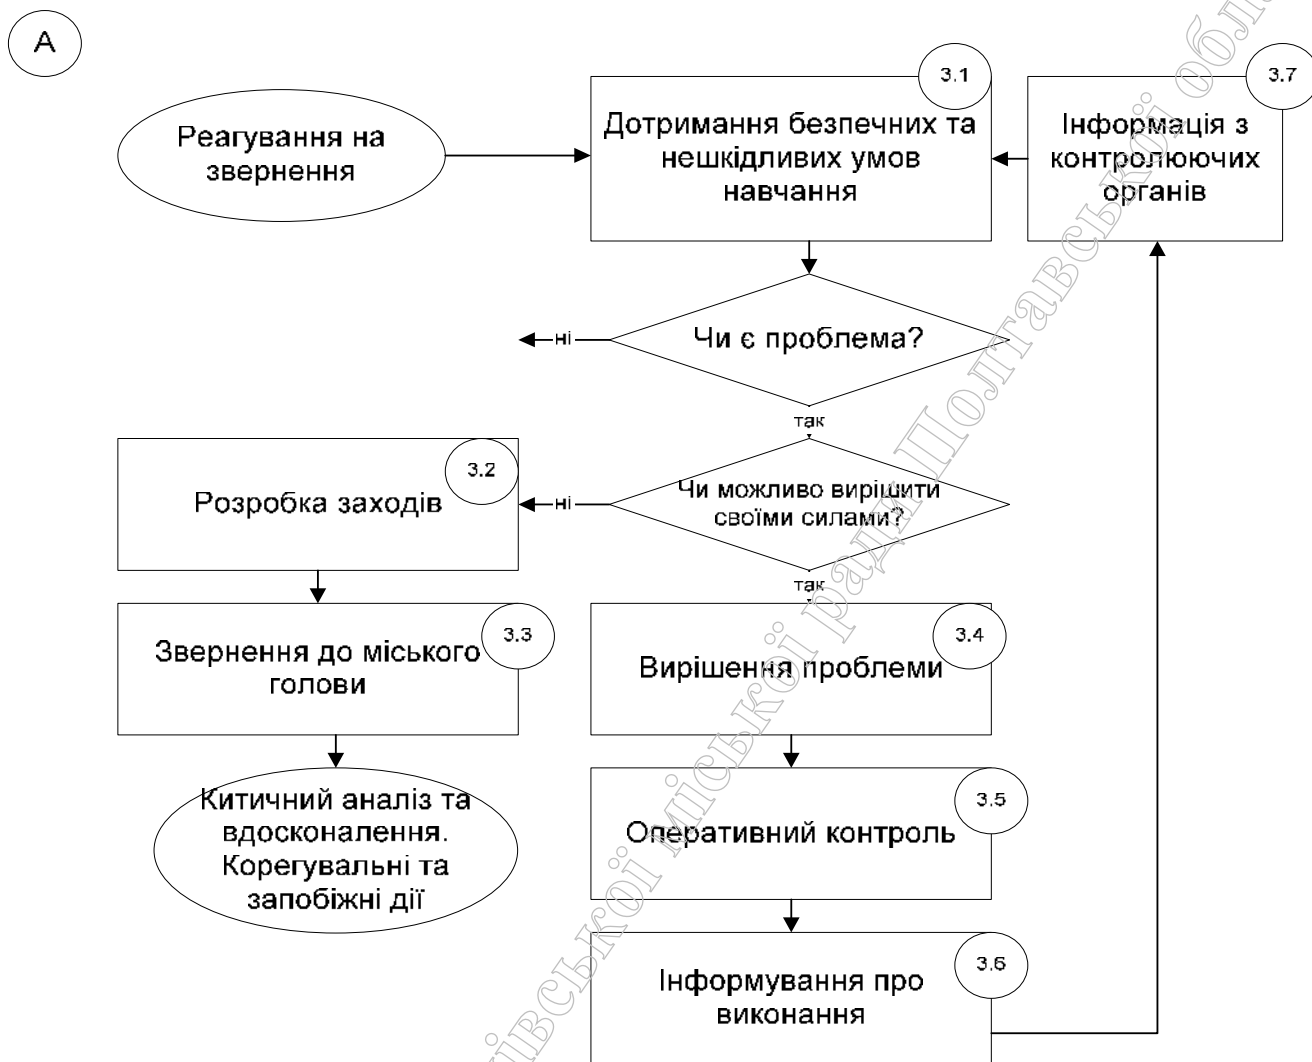 А
Реагування на
звернення
3.1
Дотримання безпечних та
нешкідливих умов
навчання
3.7
Інформація з
контролюючих
органів
Чи є проблема?
ні
так
Чи можливо вирішити
своїми силами?
ні
так
3.2
Розробка заходів
3.3
Звернення до міського
голови
Китичний аналіз та
вдосконалення.
Корегувальні та
запобіжні дії
3.4
Вирішення проблеми
3.5
Оперативний контроль
3.6
Інформування про
виконання
міської ради Полтавської